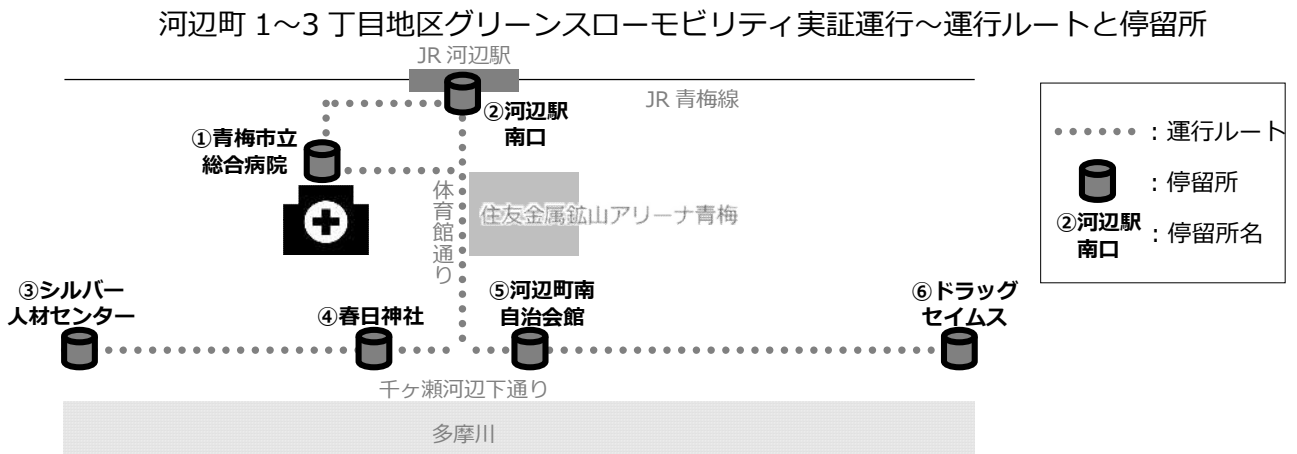 河辺町 1～3 丁目地区グリーンスローモビリティ実証運行～運行ルートと停留所
JR 河辺駅
JR 青梅線
②河辺駅
南口
①青梅市立
総合病院
体育館通り
住友金属鉱山アリーナ青梅
③シルバー
人材センター
④春日神社
⑤河辺町南
自治会館
⑥ドラッグ
セイムス
千ヶ瀬河辺下通り
多摩川
：運行ルート
：停留所
②河辺駅
南口
：停留所名